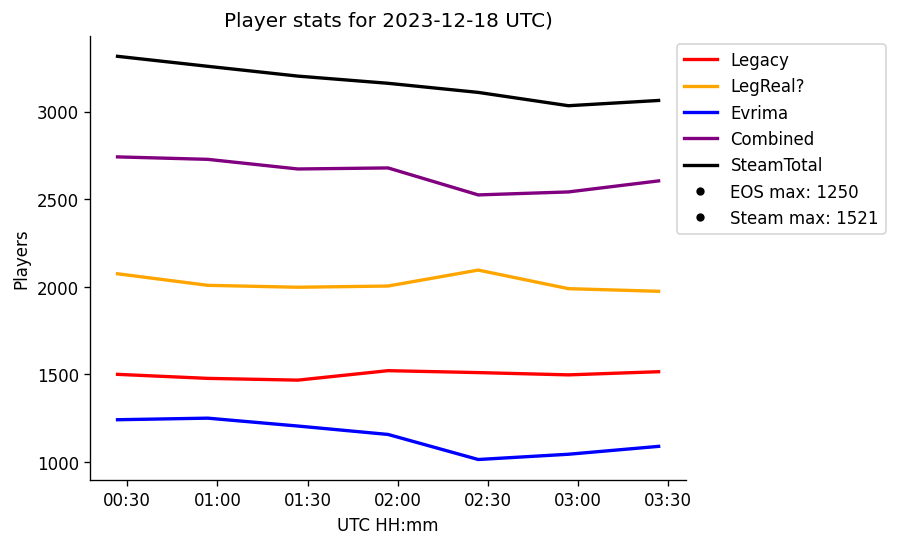 Player stats for 2023-12-18 UTC)
Legacy
LegReal?
Evrima
Combined
SteamTotal
EOS max: 1250
Steam max: 1521
Players
3000
2500
2000
1500
1000
00:30 01:00 01:30 02:00 02:30 03:00 03:30
UTC HH:mm